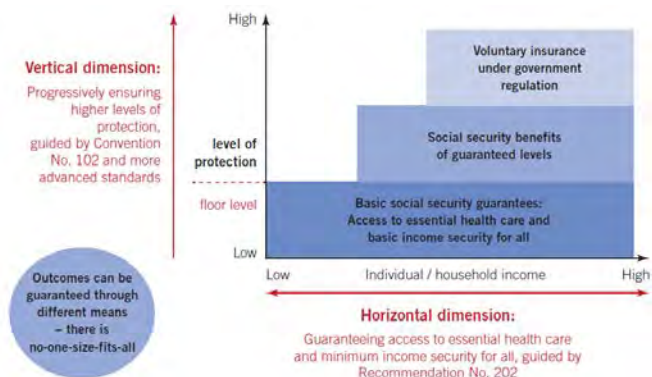 High
Vertical dimension:
Progressively ensuring
higher levels of
protection,
guided by Convention
No. 102 and more
advanced standards
level of
protection
floor level
Low
Voluntary insurance
under government
regulation
Social security benefits
of guaranteed levels
Basic social security guarantees:
Access to essential health care and
basic income security for all
Low
Individual / household income
High
Outcomes can be
guaranteed through
different means
– there is
no-one-size-fits-all
Horizontal dimension:
Guaranteeing access to essential health care
and minimum income security for all, guided by
Recommendation No. 202